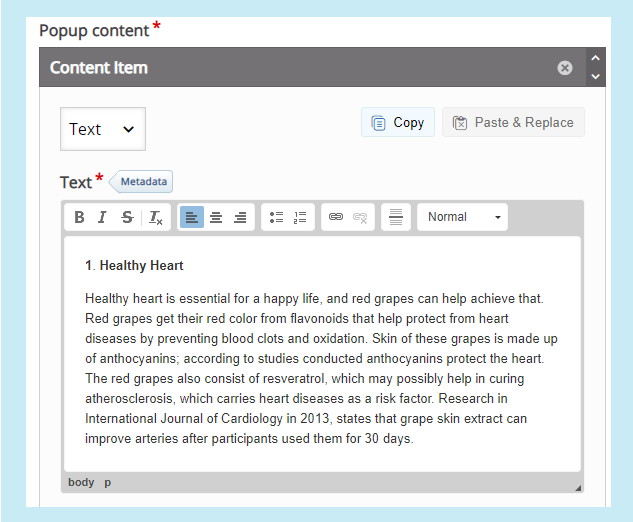 Popup content *
Content Item
Text
Copy
Paste & Replace
Text *
Metadata
B I S Tx
Normal
1. Healthy Heart
Healthy heart is essential for a happy life, and red grapes can help achieve that.
Red grapes get their red color from flavonoids that help protect from heart
diseases by preventing blood clots and oxidation. Skin of these grapes is made up
of anthocyanins; according to studies conducted anthocyanins protect the heart.
The red grapes also consist of resveratrol, which may possibly help in curing
atherosclerosis, which carries heart diseases as a risk factor. Research in
International Journal of Cardiology in 2013, states that grape skin extract can
improve arteries after participants used them for 30 days.
body p